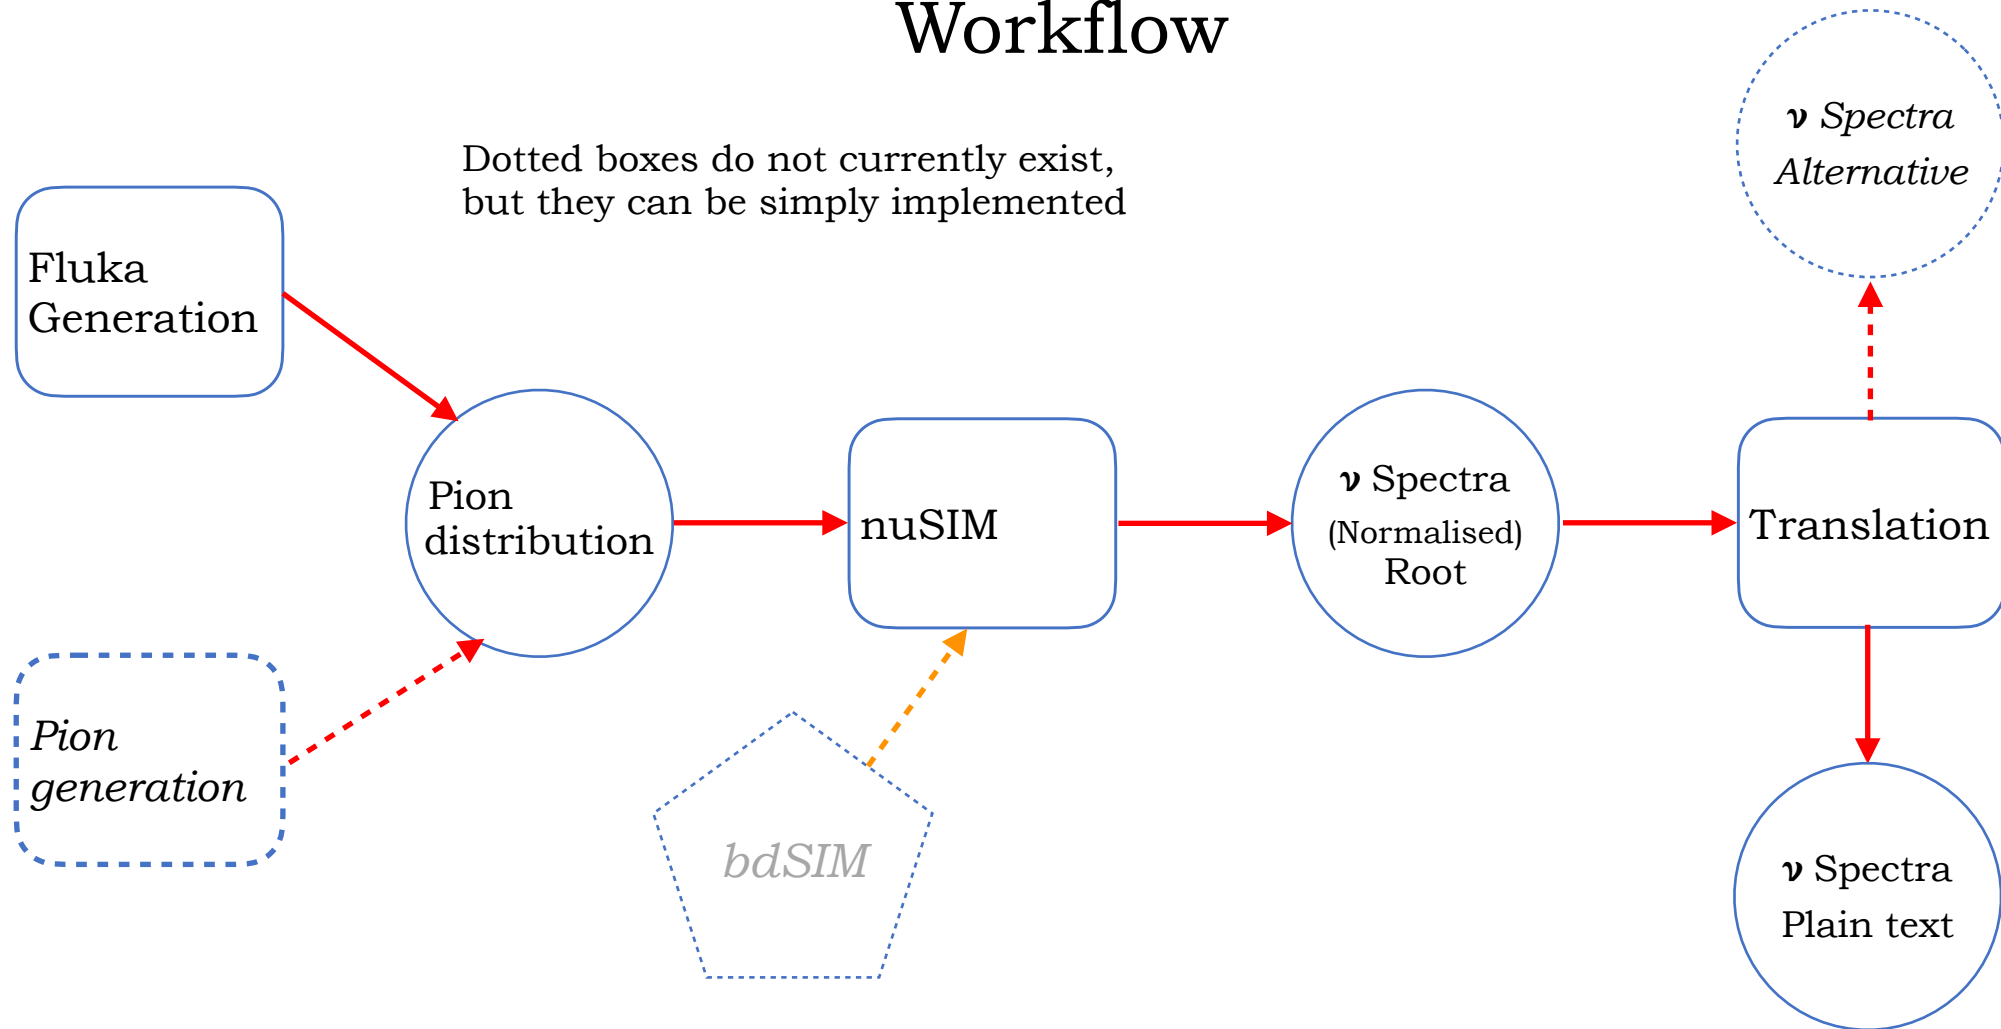 Workflow
Dotted boxes do not currently exist,
but they can be simply implemented
Fluka
Generation
Pion
generation
Pion
distribution
nuSIM
bdSIM
ν Spectra
(Normalised)
Root
Translation
ν Spectra
Alternative
ν Spectra
Plain text